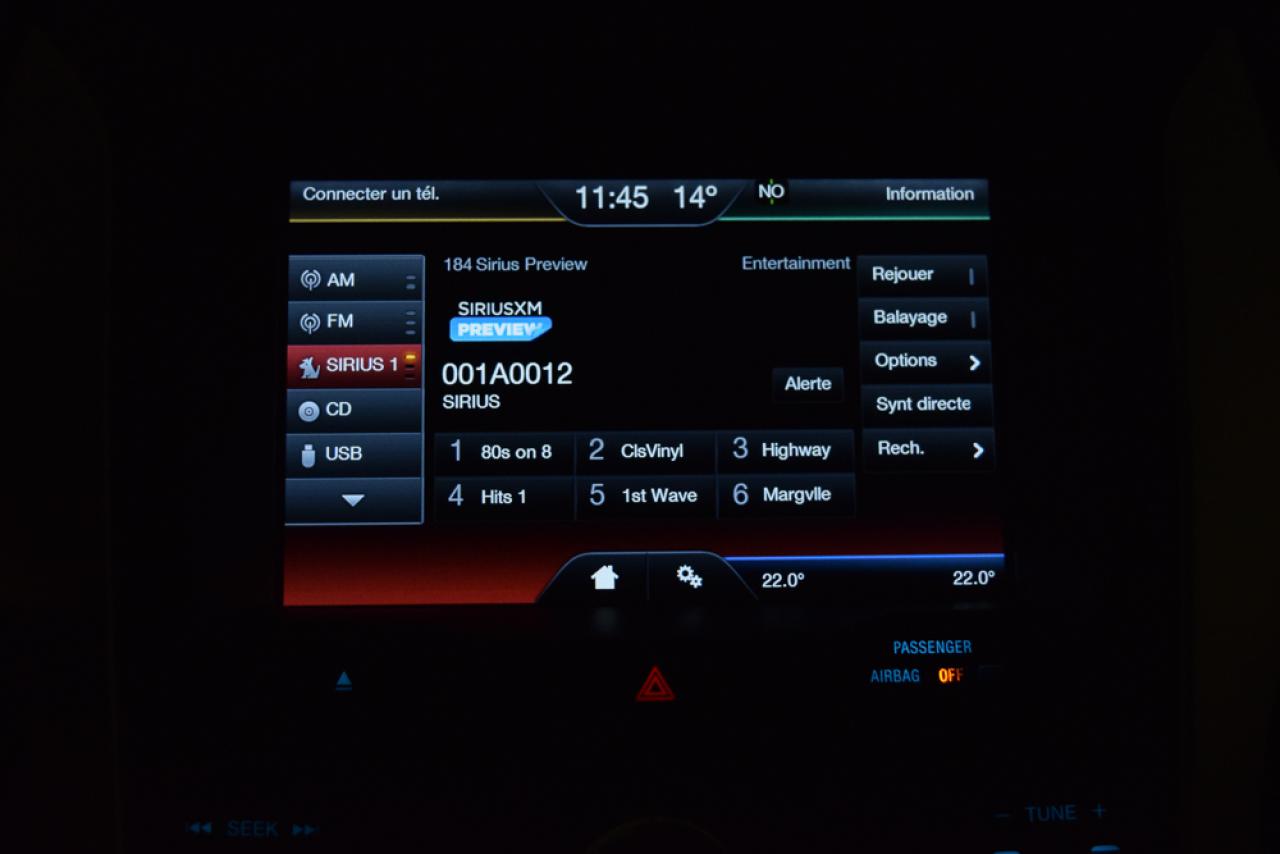 Connecter un tél.
11:45 14°
NO
Information
AM
FM
SIRIUS 1
CD
USB
184 Sirius Preview
Entertainment
SIRIUSXM
PREVIEW
001A0012
SIRIUS
Alerte
1 80s on 8
2 ClsVinyl
3 Highway
4 Hits 1
5 1st Wave
6 Margvlle
Rejouer
Balayage
Options
Synt directe
Rech.
22.0°
22.0°
PASSENGER
AIRBAG OFF
SEEK
− TUNE +